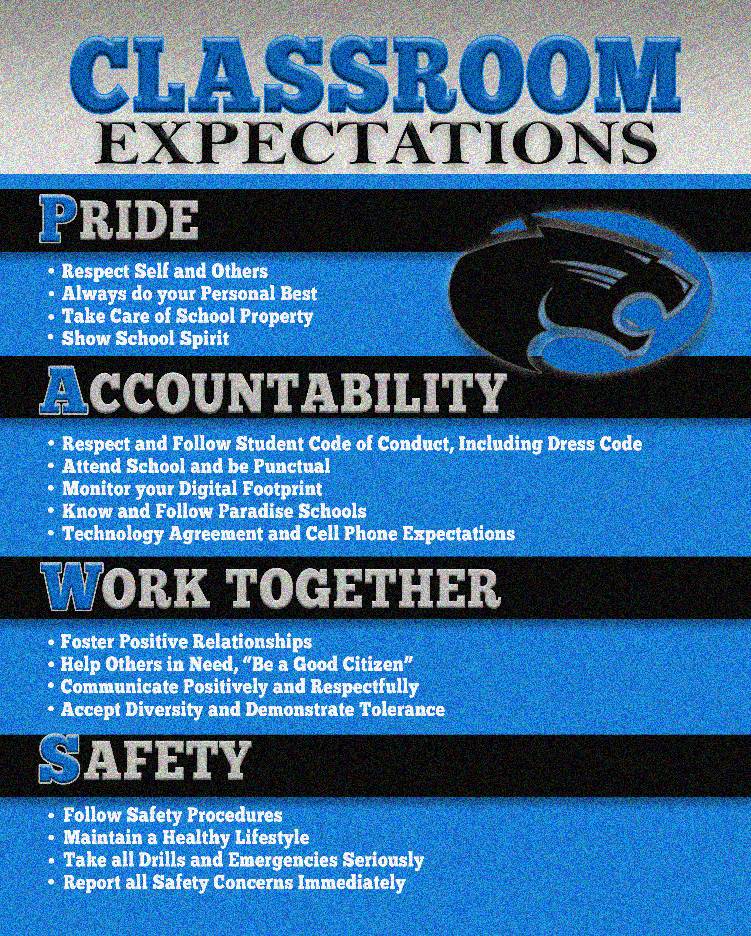 CLASSROOM
EXPECTATIONS
PRIDE
• Respect Self and Others
• Always do your Personal Best
• Take Care of School Property
• Show School Spirit
ACCOUNTABILITY
• Respect and Follow Student Code of Conduct, Including Dress Code
• Attend School and be Punctual
• Monitor your Digital Footprint
• Know and Follow Paradise Schools
• Technology Agreement and Cell Phone Expectations
WORK TOGETHER
• Foster Positive Relationships
• Help Others in Need, “Be a Good Citizen”
• Communicate Positively and Respectfully
• Accept Diversity and Demonstrate Tolerance
SAFETY
• Follow Safety Procedures
• Maintain a Healthy Lifestyle
• Take all Drills and Emergencies Seriously
• Report all Safety Concerns Immediately